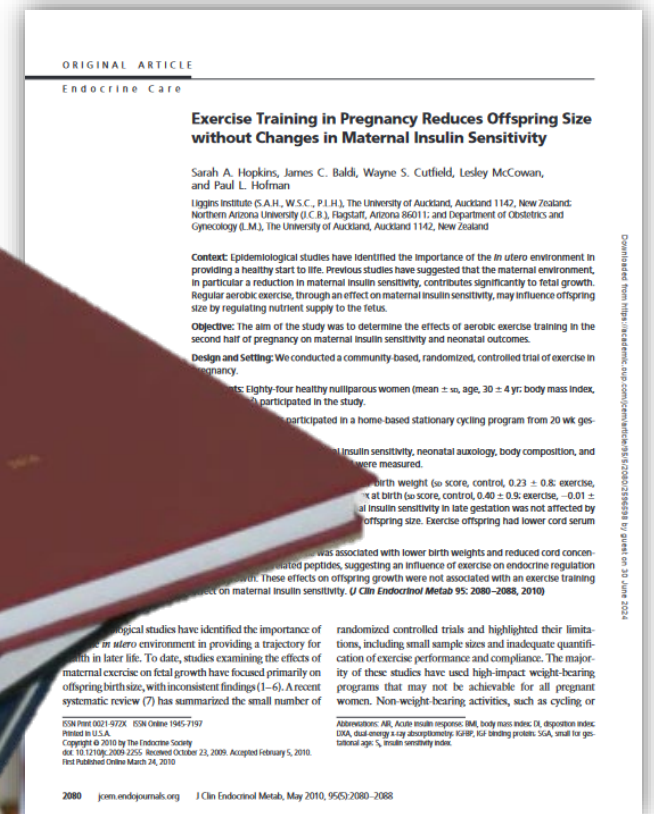 ORIGINAL ARTICLE
Endocrine Care
Exercise Training in Pregnancy Reduces Offspring Size
without Changes in Maternal Insulin Sensitivity
Sarah A. Hopkins, James C. Baldi, Wayne S. Cutfield, Lesley McCowan,
and Paul L. Hofman
Liggins Institute (S.A.H., W.S.C., P.L.H.), The University of Auckland, Auckland 1142, New Zealand;
Northern Arizona University (J.C.B.), Flagstaff, Arizona 86011; and Department of Obstetrics and
Gynecology (L.M.), The University of Auckland, Auckland 1142, New Zealand
Context: Epidemiological studies have identified the importance of the in utero environment in
providing a healthy start to life. Previous studies have suggested that the maternal environment,
in particular a reduction in maternal insulin sensitivity, contributes significantly to fetal growth.
Regular aerobic exercise, through an effect on maternal insulin sensitivity, may influence offspring
size by regulating nutrient supply to the fetus.
Objective: The aim of the study was to determine the effects of aerobic exercise training in the
second half of pregnancy on maternal insulin sensitivity and neonatal outcomes.
Design and Setting: We conducted a community-based, randomized, controlled trial of exercise in
pregnancy.
Eighty-four healthy nulliparous women (mean ± SD, age, 30 ± 4 yr; body mass index,
participated in the study.
participated in a home-based stationary cycling program from 20 wk ges-
insulin sensitivity, neonatal auxology, body composition, and
were measured.
birth weight (SD score, control, 0.23 ± 0.8; exercise,
at birth (SD score, control, 0.40 ± 0.9; exercise, −0.01 ±
insulin sensitivity in late gestation was not affected by
offspring size. Exercise offspring had lower cord serum
was associated with lower birth weights and reduced cord concen-
related peptides, suggesting an influence of exercise on endocrine regulation
These effects on offspring growth were not associated with an exercise training
on maternal insulin sensitivity. (J Clin Endocrinol Metab 95: 2080–2088, 2010)
studies have identified the importance of
in utero environment in providing a trajectory for
in later life. To date, studies examining the effects of
maternal exercise on fetal growth have focused primarily on
offspring birth size, with inconsistent findings (1–6). A recent
systematic review (7) has summarized the small number of
randomized controlled trials and highlighted their limita-
tions, including small sample sizes and inadequate quantifi-
cation of exercise performance and compliance. The major-
ity of these studies have used high-impact weight-bearing
programs that may not be achievable for all pregnant
women. Non-weight-bearing activities, such as cycling or
ISSN Print 0021-972X ISSN Online 1945-7197
Printed in U.S.A.
Copyright © 2010 by The Endocrine Society
doi: 10.1210/jc.2009-2255 Received October 23, 2009. Accepted February 5, 2010.
First Published Online March 24, 2010
Abbreviations: AIR, Acute insulin response; BMI, body mass index; DI, disposition index;
DXA, dual-energy x-ray absorptiometry; IGFBP, IGF binding protein; SGA, small for ges-
tational age; SI, insulin sensitivity index.
2080 jcem.endojournals.org J Clin Endocrinol Metab, May 2010, 95(5):2080–2088
Downloaded from https://academic.oup.com/jcem/article/95/5/2080/2596698 by guest on 30 June 2024